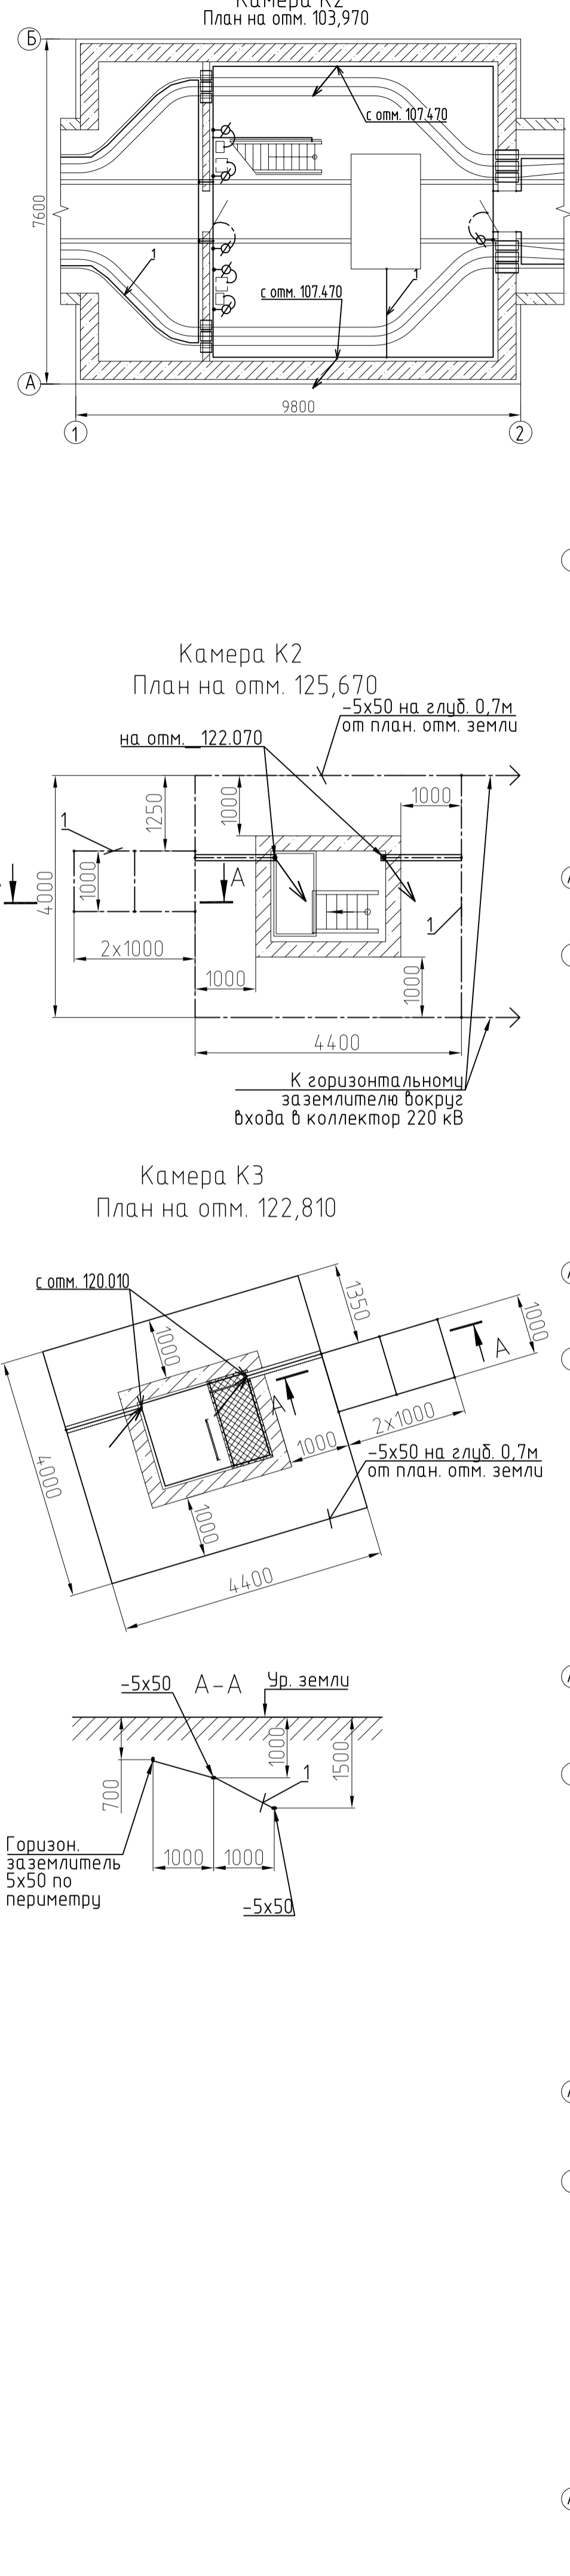 Камера К2
План на отм. 103,970
Б
с отм. 107.470
7600
1
1
с отм. 107.470
А
9800
1
2
Камера К2
План на отм. 125,670
-5х50 на глуб. 0,7м
от план. отм. земли
на отм. 122.070
1250
1000
1000
1
4000
1000
А
1
2х1000
1000
1000
4400
К горизонтальному
заземлителю вокруг
входа в коллектор 220 кВ
Камера К3
План на отм. 122,810
с отм. 120.010
1350
1000
1000
А
А
4000
1000
2х1000
-5х50 на глуб. 0,7м
от план. отм. земли
1000
4400
-5х50
А-А
Ур. земли
700
1000
1500
1
Горизон.
заземлитель
5х50 по
периметру
1000
1000
-5х50